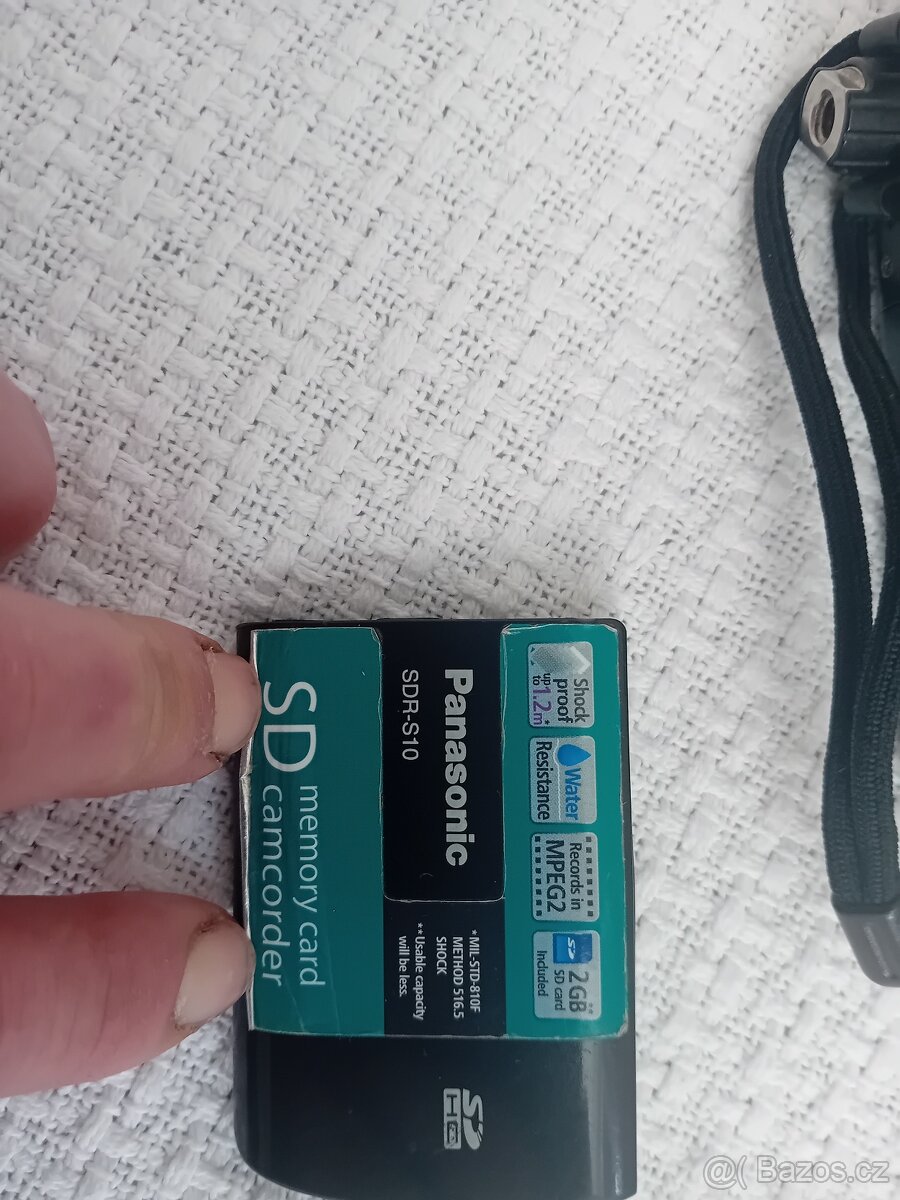 Shock
proof
up to 1.2m*
Water
Resistance
Records in
MPEG2
SD
2GB**
SD card
Included
Panasonic
SDR-S10
*MIL-STD-810F
METHOD 516.5
SHOCK
**Usable capacity
will be less.
SD memory card
camcorder
SD
HC
@( Bazos.cz